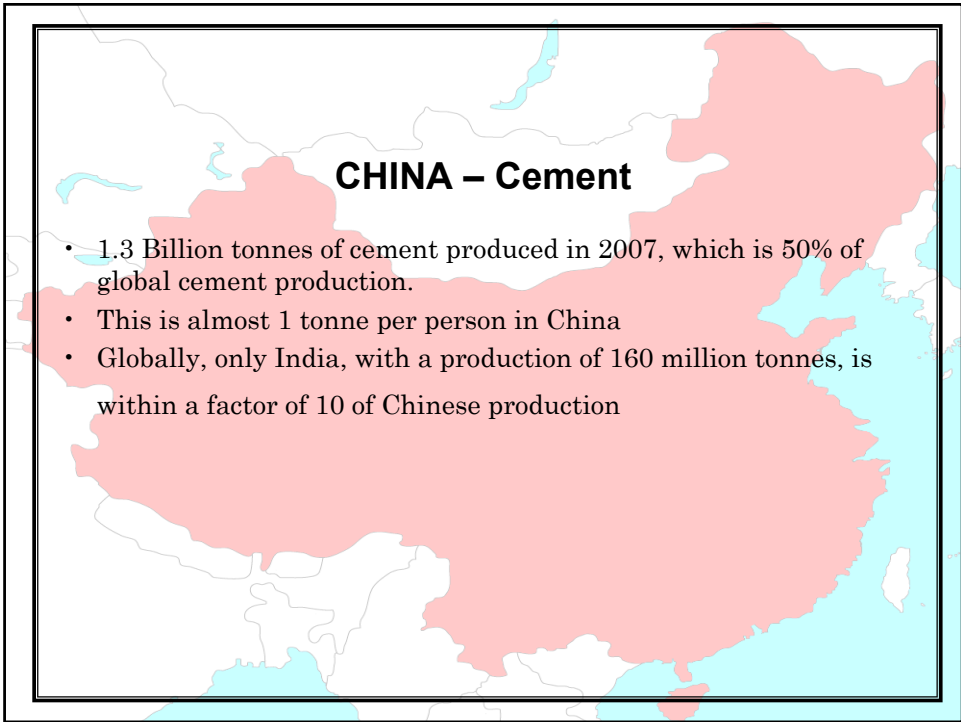 CHINA – Cement
• 1.3 Billion tonnes of cement produced in 2007, which is 50% of
global cement production.
• This is almost 1 tonne per person in China
• Globally, only India, with a production of 160 million tonnes, is
within a factor of 10 of Chinese production